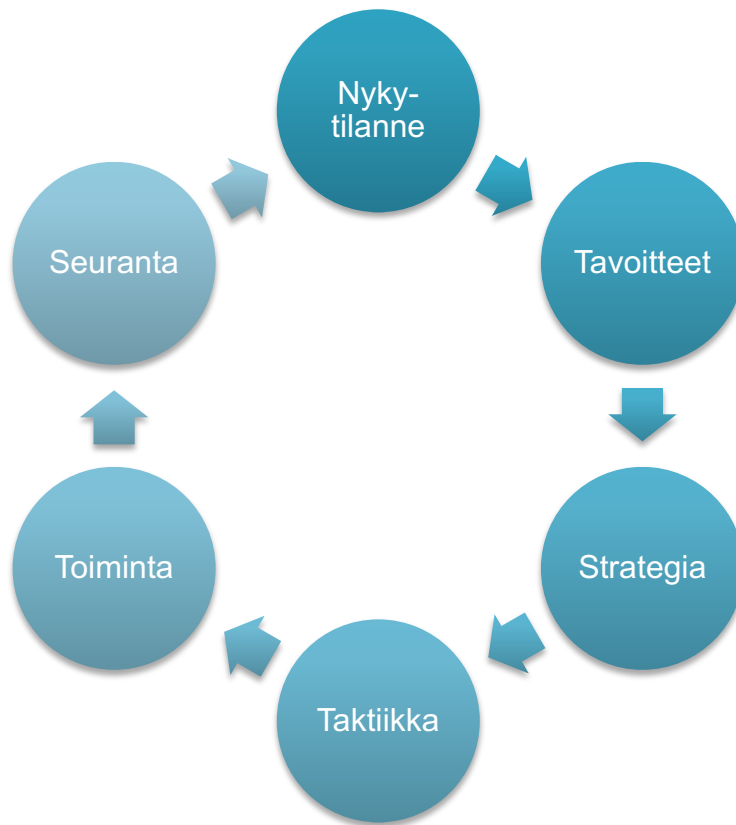 Nyky-
tilanne
Tavoitteet
Strategia
Taktiikka
Toiminta
Seuranta